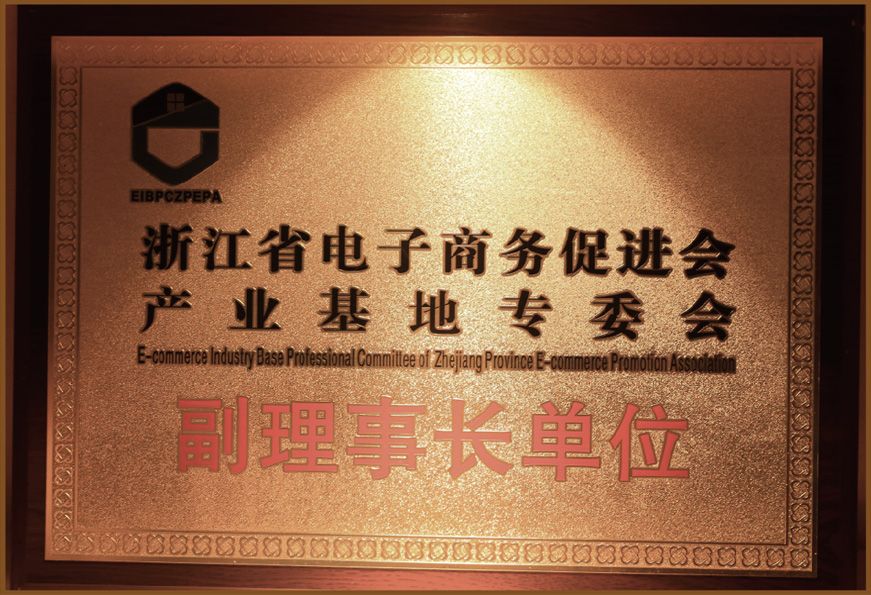 EIBPCZPEPA
浙江省电子商务促进会
产业基地专委会
E-commerce Industry Base Professional Committee of Zhejiang Province E-commerce Promotion Association
副理事长单位